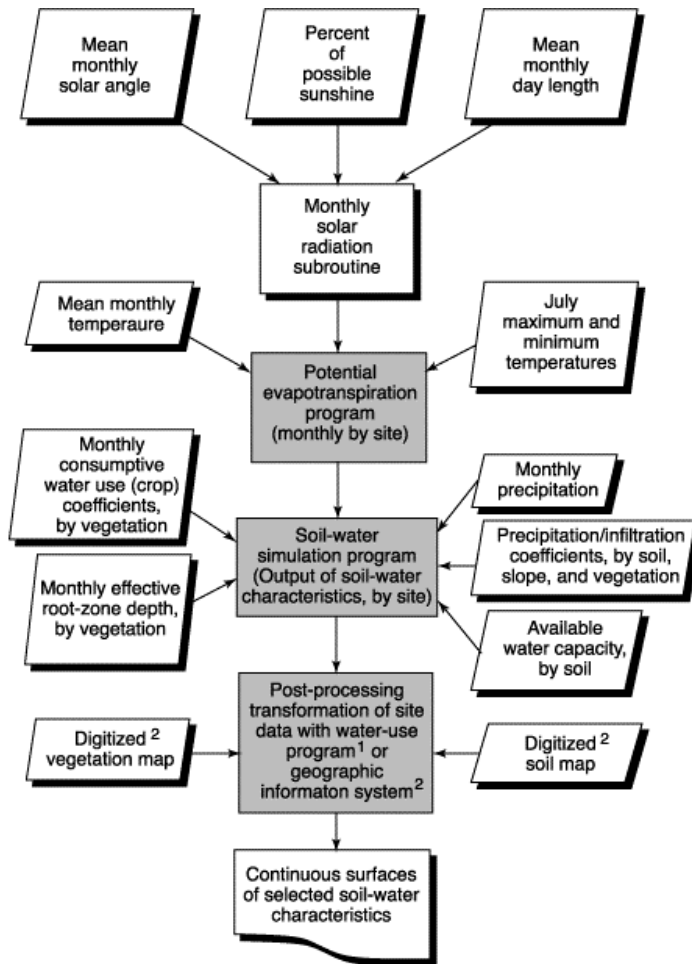 Mean
monthly
solar angle
Percent
of
possible
sunshine
Mean
monthly
day length
Monthly
solar
radiation
subroutine
Mean monthly
temperaure
July
maximum and
minimum
temperatures
Potential
evapotranspiration
program
(monthly by site)
Monthly
consumptive
water use (crop)
coefficients,
by vegetation
Monthly
precipitation
Soil-water
simulation program
(Output of soil-water
characteristics, by site)
Precipitation/infiltration
coefficients, by soil,
slope, and vegetation
Monthly effective
root-zone depth,
by vegetation
Available
water capacity,
by soil
Post-processing
transformation of site
data with water-use
program¹ or
geographic
informaton system²
Digitized ²
vegetation map
Digitized ²
soil map
Continuous surfaces
of selected soil-water
characteristics